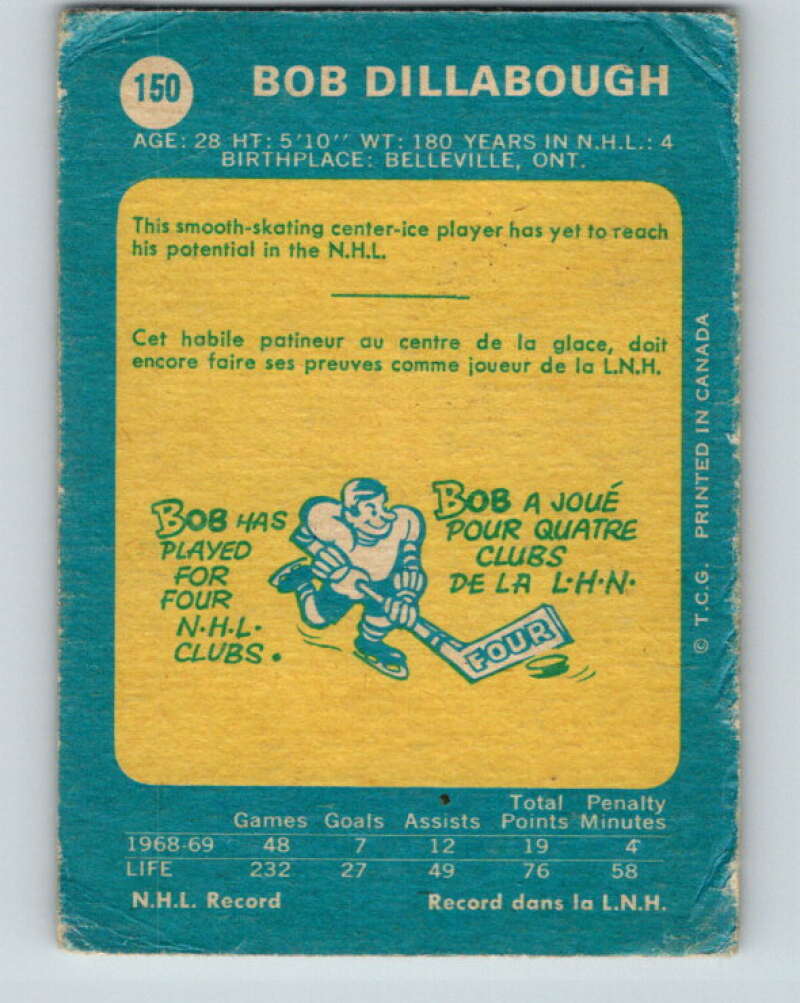 150
BOB DILLABOUGH
AGE: 28 HT: 5'10'' WT: 180 YEARS IN N.H.L.: 4
BIRTHPLACE: BELLEVILLE, ONT.
This smooth-skating center-ice player has yet to reach
his potential in the N.H.L.
Cet habile patineur au centre de la glace, doit
encore faire ses preuves comme joueur de la L.N.H.
BOB HAS
PLAYED
FOR
FOUR
N·H·L·
CLUBS.
BOB A JOUÉ
POUR QUATRE
CLUBS
DE LA L·H·N·
FOUR
© T.C.G. PRINTED IN CANADA
Games Goals Assists Total Points Penalty Minutes
1968-69 48 7 12 19 4
LIFE 232 27 49 76 58
N.H.L. Record Record dans la L.N.H.